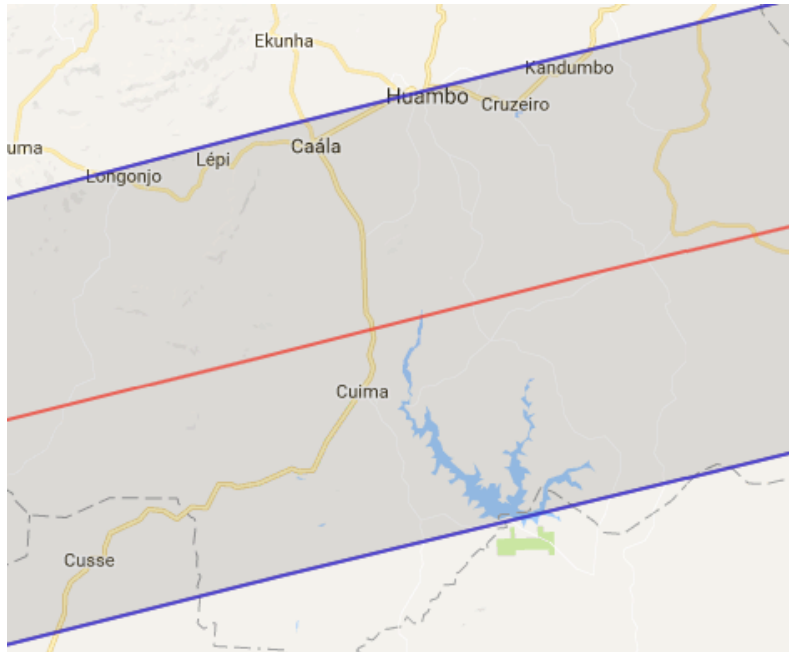 Ekunha
Kandumbo
Huambo
Cruzeiro
uma
Lépi
Caála
Longonjo
Cuima
Cusse